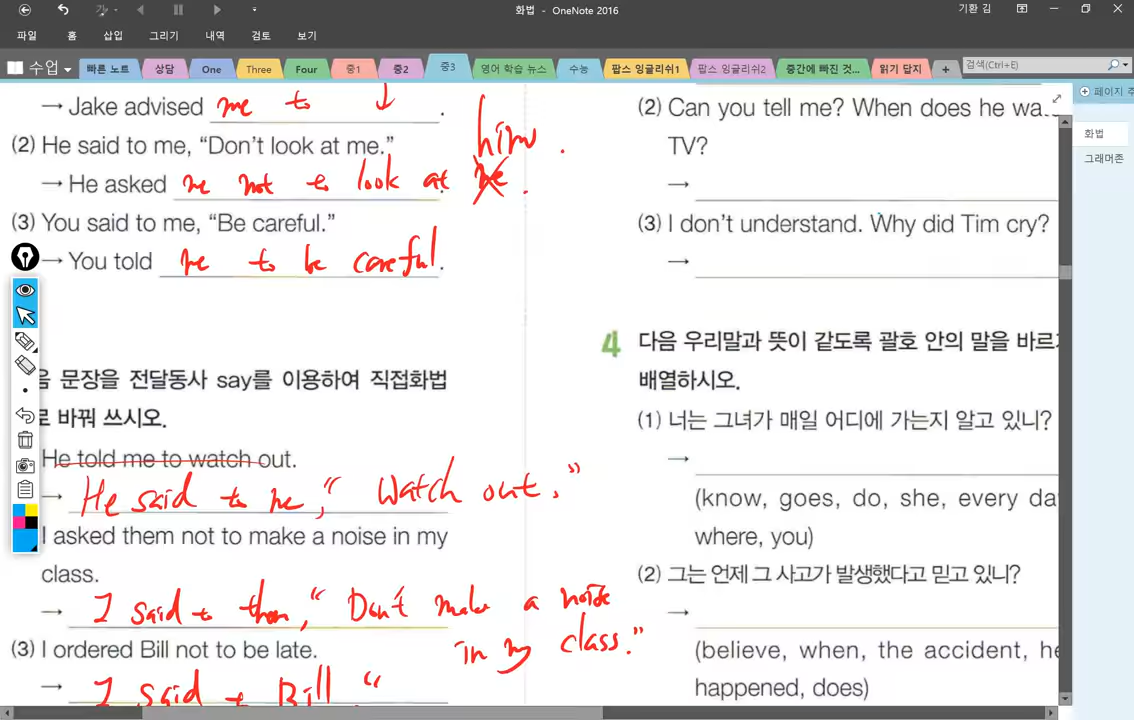 화법 - OneNote 2016
기환 김
파일 홈 삽입 그리기 내역 검토 보기
수업 빠른 노트 상담 One Three Four 중1 중2 중3 영어 학습 뉴스 수능 팝스 잉글리쉬1 팝스 잉글리쉬2 중간에 빠진 것... 읽기 답지 + 검색(Ctrl+E)
페이지 추
화법
그래머존
→ Jake advised me to ↓ .
(2) He said to me, “Don’t look at me.”
him .
→ He asked me not to look at me .
(3) You said to me, “Be careful.”
→ You told me to be careful.
음 문장을 전달동사 say를 이용하여 직접화법
로 바꿔 쓰시오.
He told me to watch out.
→ He said to me, “ Watch out. ”
I asked them not to make a noise in my
class.
→ I said to them, “ Don't make a noise
in my class.”
(3) I ordered Bill not to be late.
→ I said to Bill “
(2) Can you tell me? When does he wa
TV?
→
(3) I don’t understand. Why did Tim cry?
→
4 다음 우리말과 뜻이 같도록 괄호 안의 말을 바르
배열하시오.
(1) 너는 그녀가 매일 어디에 가는지 알고 있니?
→
(know, goes, do, she, every da
where, you)
(2) 그는 언제 그 사고가 발생했다고 믿고 있니?
→
(believe, when, the accident, he
happened, does)